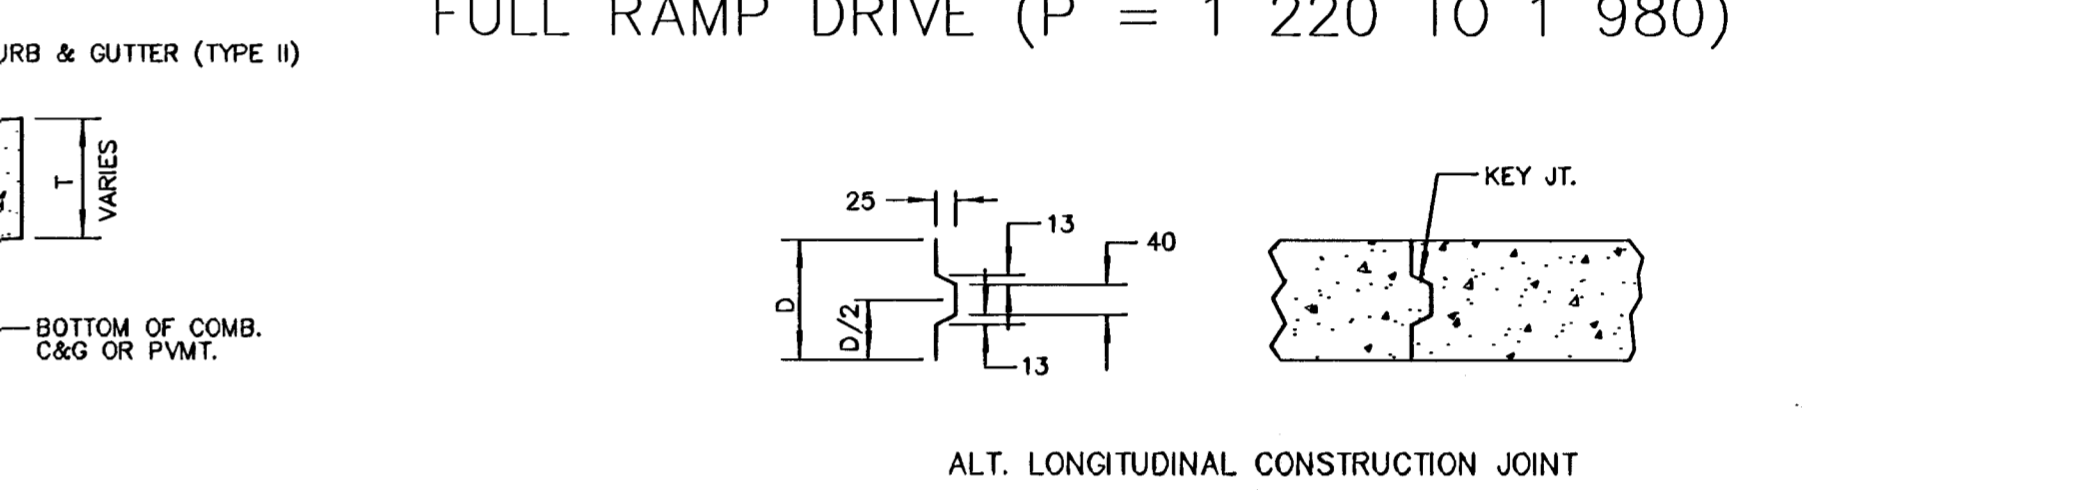 FULL RAMP DRIVE (P = 1 220 TO 1 980)
& GUTTER (TYPE II)
T
VARIES
BOTTOM OF COMB.
C&G OR PVMT.
25
13
40
D
D/2
13
KEY JT.
ALT. LONGITUDINAL CONSTRUCTION JOINT